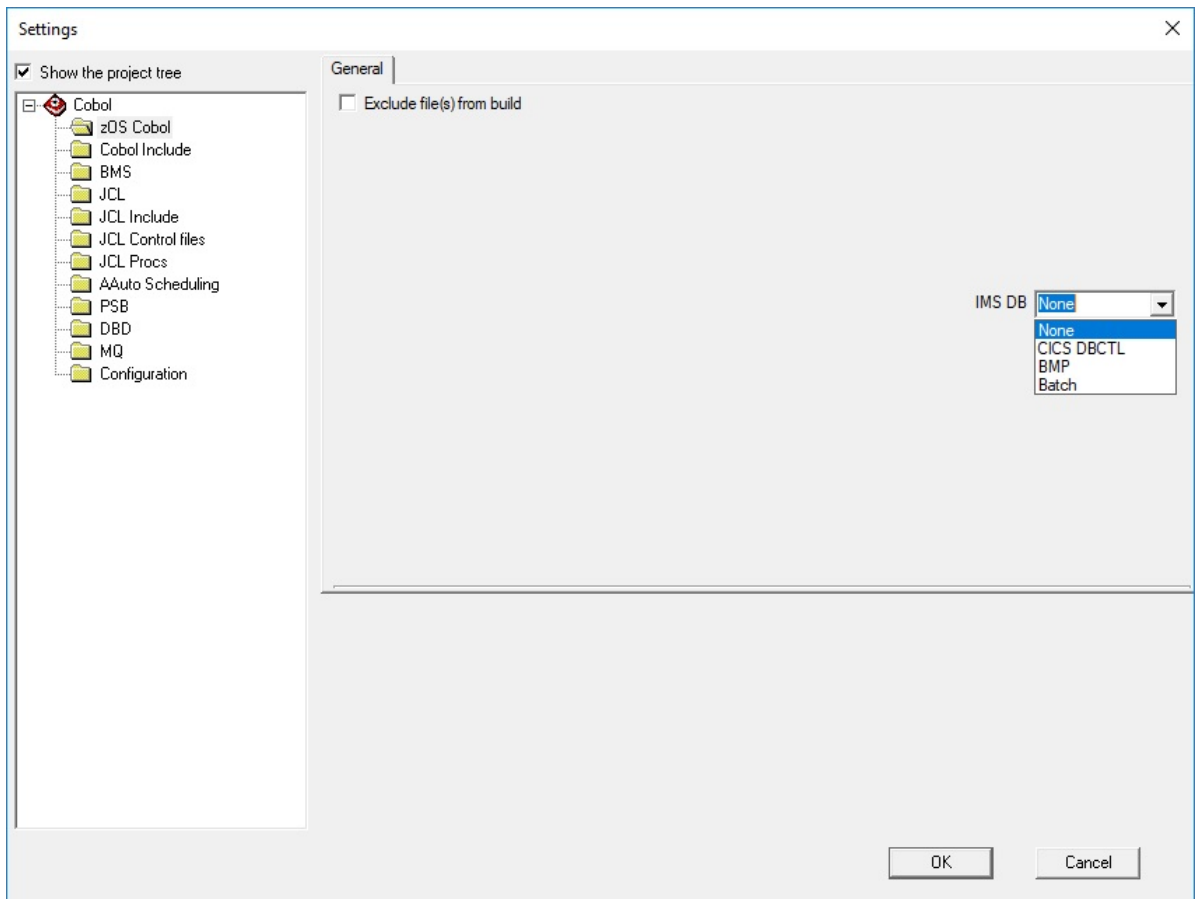 Settings
Show the project tree
Cobol
zOS Cobol
Cobol Include
BMS
JCL
JCL Include
JCL Control files
JCL Procs
AAuto Scheduling
PSB
DBD
MQ
Configuration
General
Exclude file(s) from build
IMS DB None
None
CICS DBCTL
BMP
Batch
OK Cancel